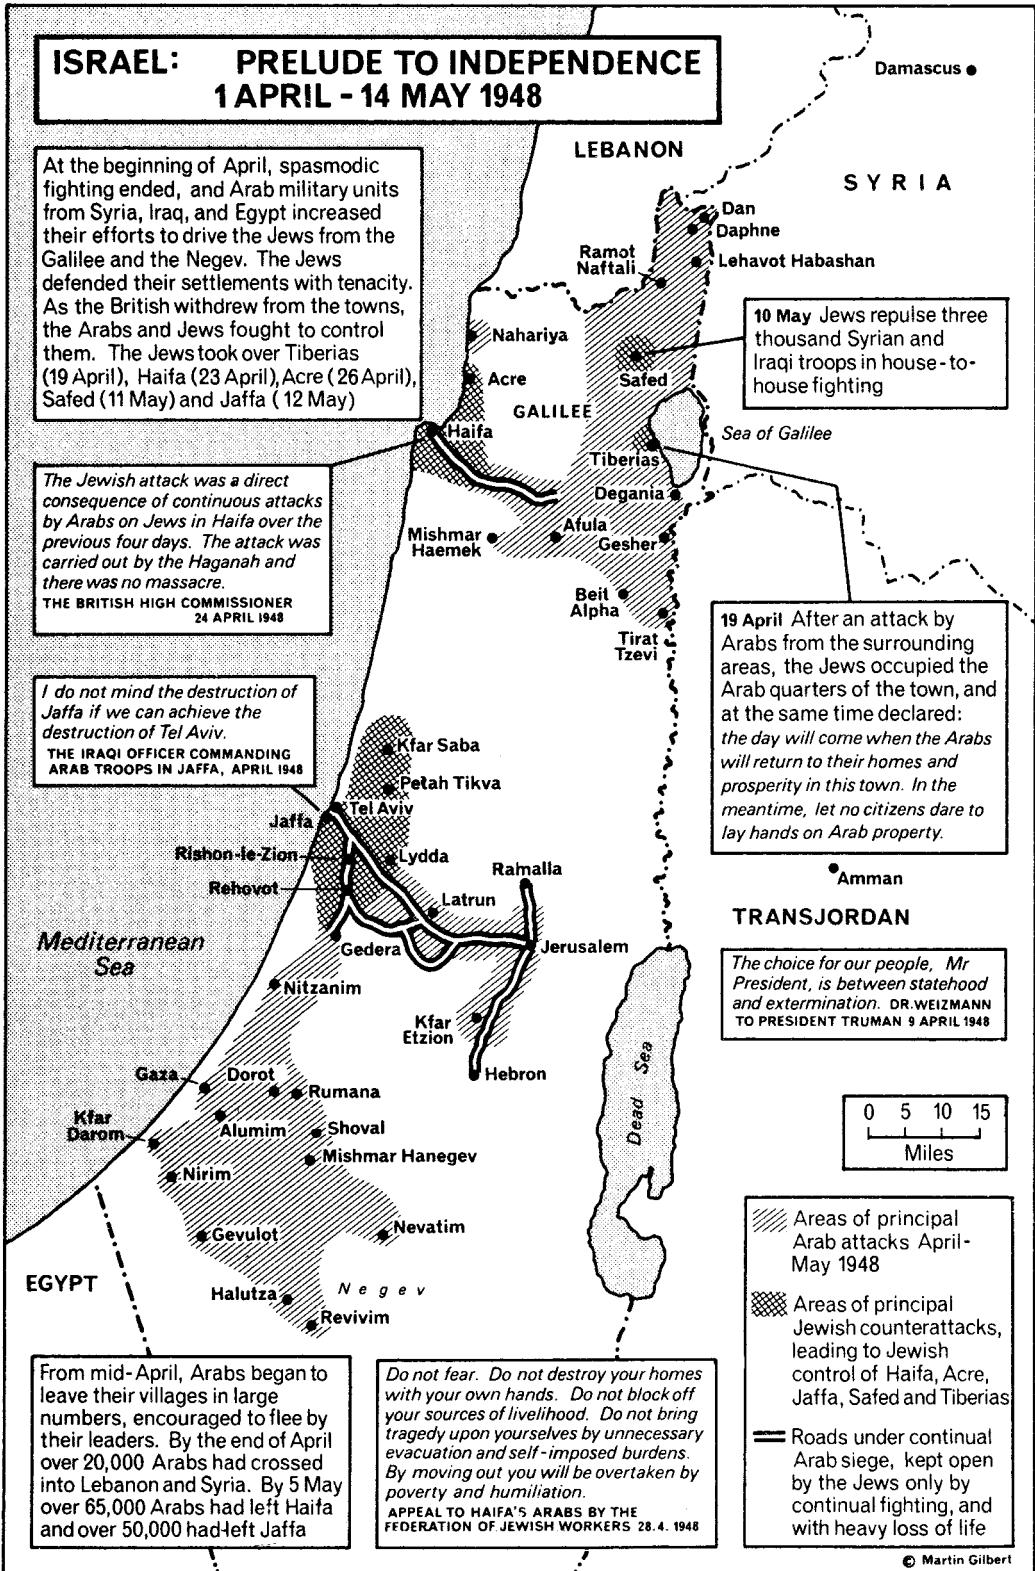 ISRAEL: PRELUDE TO INDEPENDENCE
1 APRIL - 14 MAY 1948
Damascus
LEBANON
SYRIA
At the beginning of April, spasmodic
fighting ended, and Arab military units
from Syria, Iraq, and Egypt increased
their efforts to drive the Jews from the
Galilee and the Negev. The Jews
defended their settlements with tenacity.
As the British withdrew from the towns,
the Arabs and Jews fought to control
them. The Jews took over Tiberias
(19 April), Haifa (23 April), Acre (26 April),
Safed (11 May) and Jaffa (12 May)
Dan
Daphne
Ramot
Naftali
Lehavot Habashan
Nahariya
10 May Jews repulse three
thousand Syrian and
Iraqi troops in house-to-
house fighting
Safed
Acre
GALILEE
Haifa
Sea of Galilee
Tiberias
Degania
The Jewish attack was a direct
consequence of continuous attacks
by Arabs on Jews in Haifa over the
previous four days. The attack was
carried out by the Haganah and
there was no massacre.
THE BRITISH HIGH COMMISSIONER
24 APRIL 1948
Mishmar
Haemek
Afula
Gesher
Beit
Alpha
Tirat
Tzevi
19 April After an attack by
Arabs from the surrounding
areas, the Jews occupied the
Arab quarters of the town, and
at the same time declared:
the day will come when the Arabs
will return to their homes and
prosperity in this town. In the
meantime, let no citizens dare to
lay hands on Arab property.
I do not mind the destruction of
Jaffa if we can achieve the
destruction of Tel Aviv.
THE IRAQI OFFICER COMMANDING
ARAB TROOPS IN JAFFA, APRIL 1948
Kfar Saba
Petah Tikva
Tel Aviv
Jaffa
Rishon-le-Zion
Lydda
Rehovot
Ramalla
Latrun
Amman
TRANSJORDAN
Mediterranean
Sea
Gedera
Jerusalem
Nitzanim
Kfar
Etzion
Hebron
The choice for our people, Mr
President, is between statehood
and extermination. DR. WEIZMANN
TO PRESIDENT TRUMAN 9 APRIL 1948
Gaza
Dorot
Rumana
Kfar
Darom
Alumim
Shoval
Mishmar Hanegev
Nirim
Dead Sea
0 5 10 15
Miles
Gevulot
Nevatim
EGYPT
Halutza
Negev
Revivim
Areas of principal
Arab attacks April-
May 1948
Areas of principal
Jewish counterattacks,
leading to Jewish
control of Haifa, Acre,
Jaffa, Safed and Tiberias
Roads under continual
Arab siege, kept open
by the Jews only by
continual fighting, and
with heavy loss of life
From mid-April, Arabs began to
leave their villages in large
numbers, encouraged to flee by
their leaders. By the end of April
over 20,000 Arabs had crossed
into Lebanon and Syria. By 5 May
over 65,000 Arabs had left Haifa
and over 50,000 had left Jaffa
Do not fear. Do not destroy your homes
with your own hands. Do not block off
your sources of livelihood. Do not bring
tragedy upon yourselves by unnecessary
evacuation and self-imposed burdens.
By moving out you will be overtaken by
poverty and humiliation.
APPEAL TO HAIFA'S ARABS BY THE
FEDERATION OF JEWISH WORKERS 28.4.1948
© Martin Gilbert